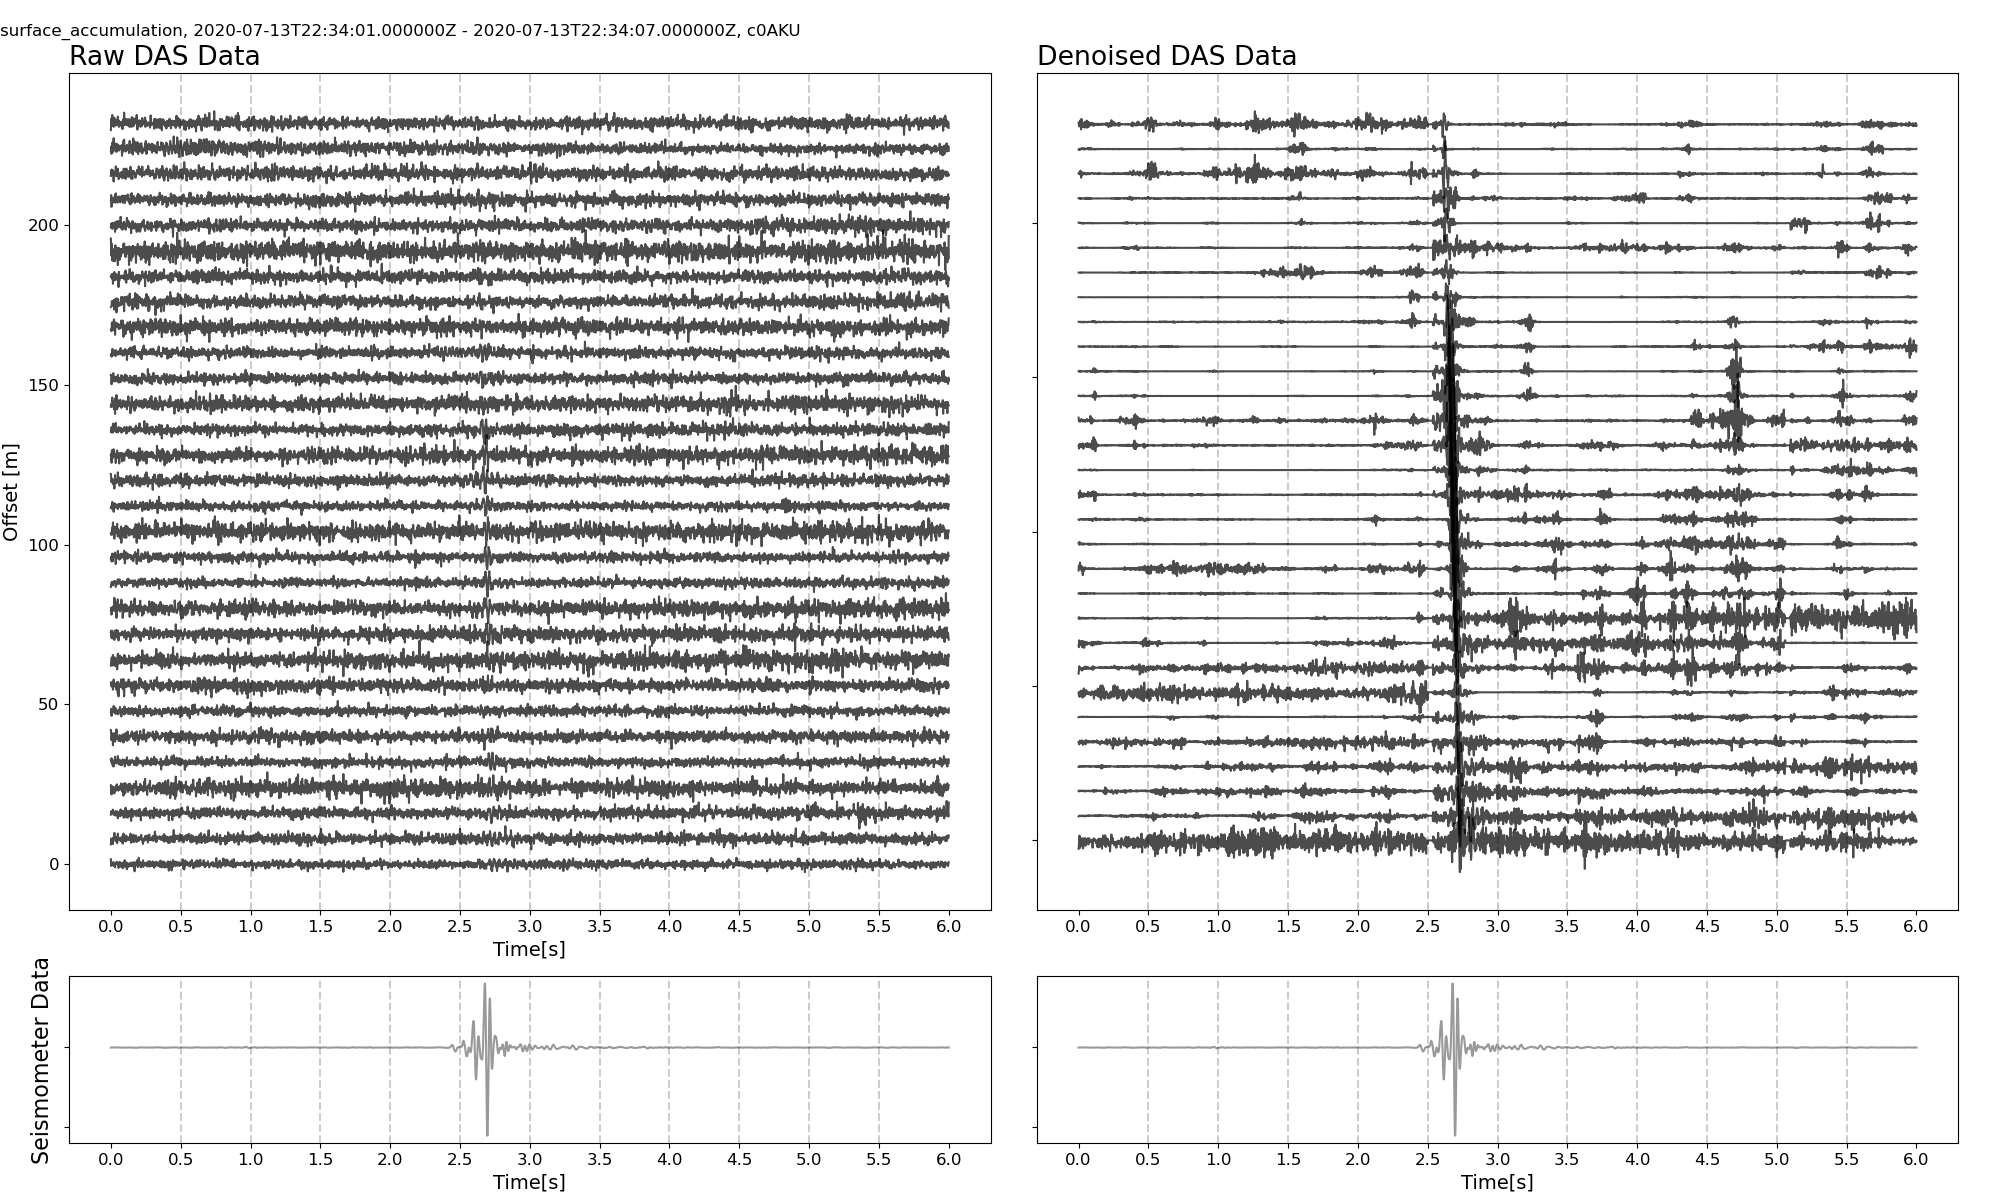 surface_accumulation, 2020-07-13T22:34:01.000000Z - 2020-07-13T22:34:07.000000Z, c0AKU
Raw DAS Data
Denoised DAS Data
Offset [m]
200
150
100
50
0
0.0 0.5 1.0 1.5 2.0 2.5 3.0 3.5 4.0 4.5 5.0 5.5 6.0
Time[s]
0.0 0.5 1.0 1.5 2.0 2.5 3.0 3.5 4.0 4.5 5.0 5.5 6.0
Seismometer Data
0.0 0.5 1.0 1.5 2.0 2.5 3.0 3.5 4.0 4.5 5.0 5.5 6.0
Time[s]
0.0 0.5 1.0 1.5 2.0 2.5 3.0 3.5 4.0 4.5 5.0 5.5 6.0
Time[s]